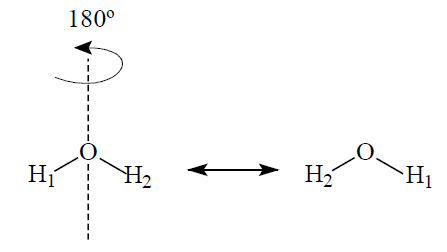 180º
O O
H₁ H₂ H₂ H₁